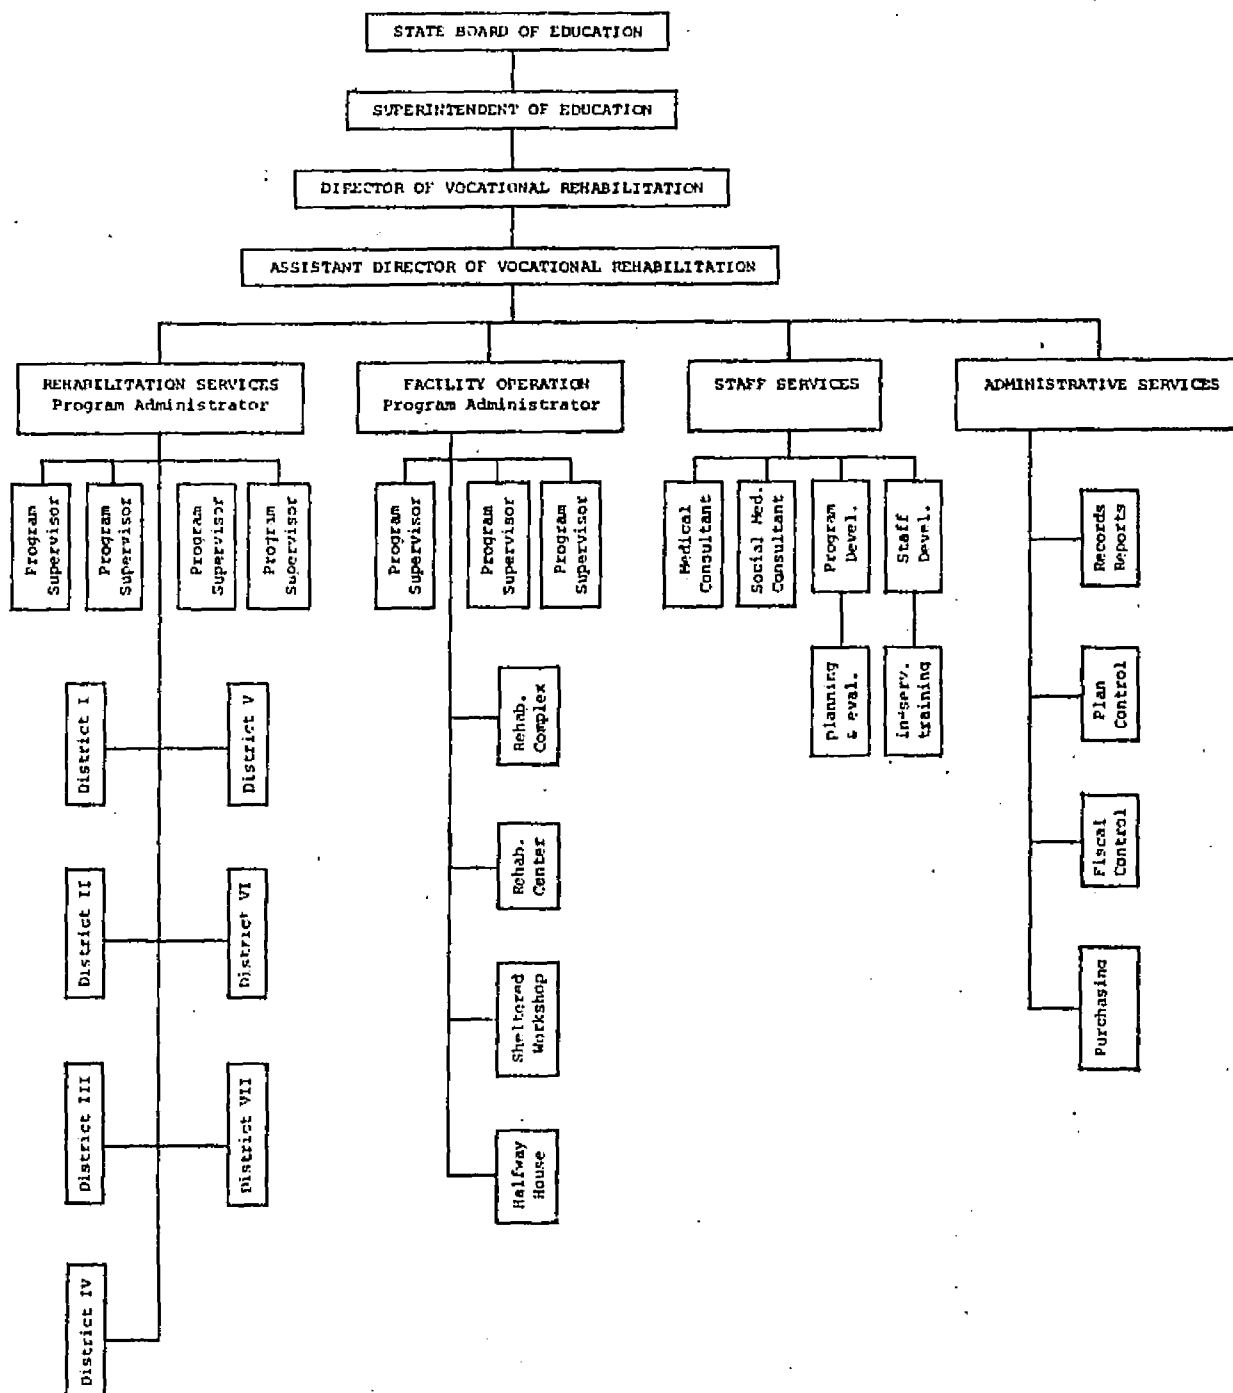 STATE BOARD OF EDUCATION
SUPERINTENDENT OF EDUCATION
DIRECTOR OF VOCATIONAL REHABILITATION
ASSISTANT DIRECTOR OF VOCATIONAL REHABILITATION
REHABILITATION SERVICES
Program Administrator
FACILITY OPERATION
Program Administrator
STAFF SERVICES
ADMINISTRATIVE SERVICES
Program
Supervisor
Program
Supervisor
Program
Supervisor
Program
Supervisor
Program
Supervisor
Program
Supervisor
Program
Supervisor
Medical
Consultant
Social Med.
Consultant
Program
Devel.
Staff
Devel.
Records
Reports
planning
& eval.
in-serv.
training
Plan
Control
Fiscal
Control
Purchasing
Rehab.
Complex
Rehab.
Center
Sheltered
Workshop
Halfway
House
District I
District V
District II
District VI
District III
District VII
District IV